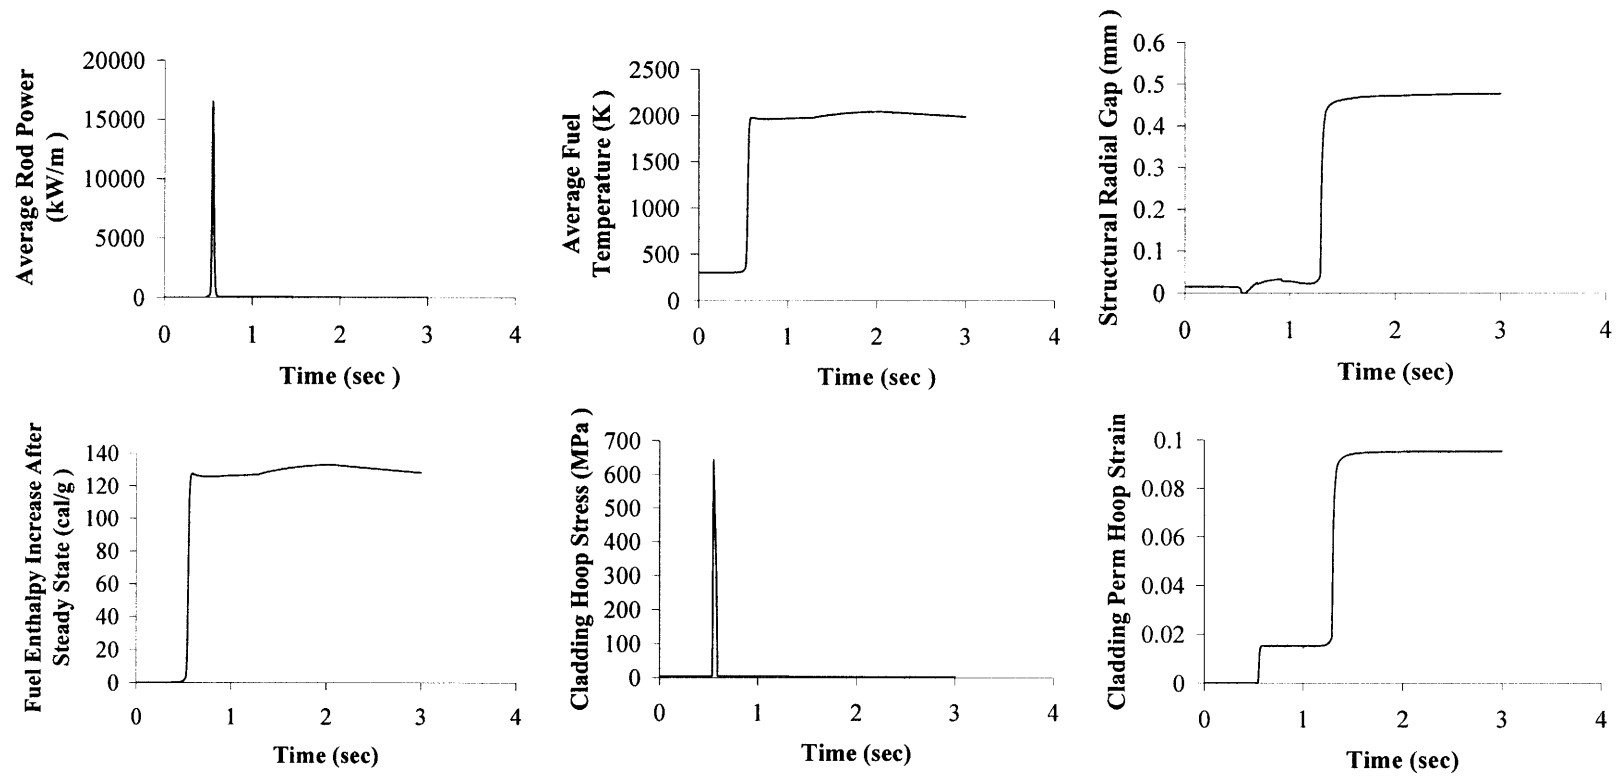 Average Rod Power
(kW/m )
20000
15000
10000
5000
0
0 1 2 3 4
Time (sec )
Average Fuel
Temperature (K )
2500
2000
1500
1000
500
0
0 1 2 3 4
Time (sec )
Structural Radial Gap (mm )
0.6
0.5
0.4
0.3
0.2
0.1
0
0 1 2 3 4
Time (sec)
Fuel Enthalpy Increase After
Steady State (cal/g )
140
120
100
80
60
40
20
0
0 1 2 3 4
Time (sec)
Cladding Hoop Stress (MPa )
700
600
500
400
300
200
100
0
0 1 2 3 4
Time (sec)
Cladding Perm Hoop Strain
0.1
0.08
0.06
0.04
0.02
0
0 1 2 3 4
Time (sec)